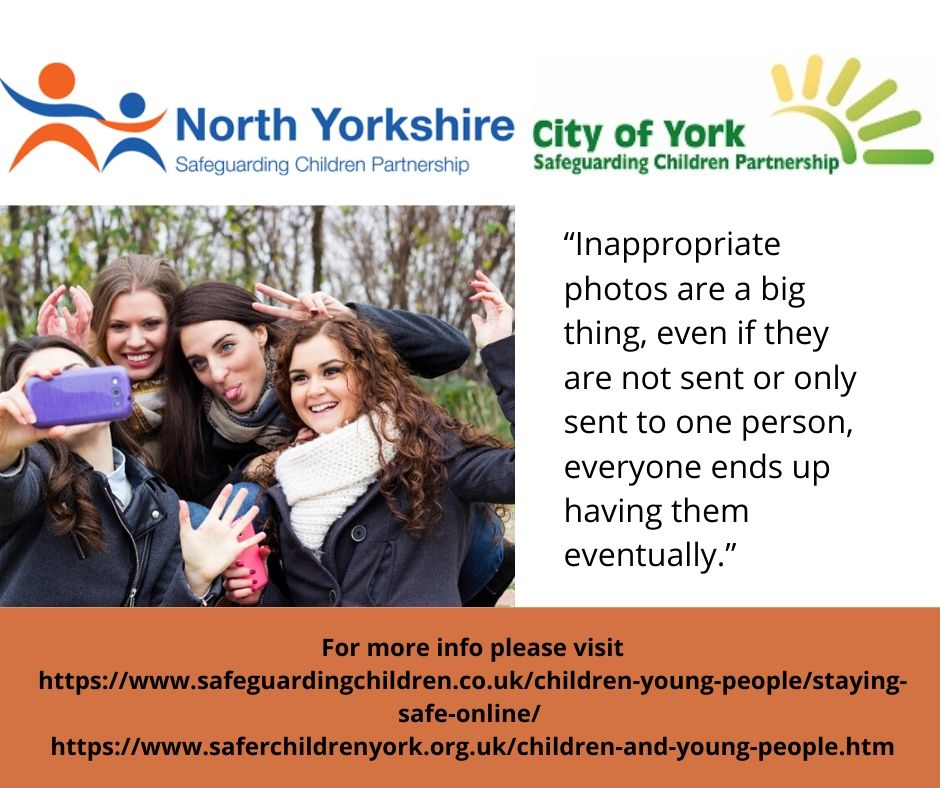 North Yorkshire
Safeguarding Children Partnership
City of York
Safeguarding Children Partnership
“Inappropriate
photos are a big
thing, even if they
are not sent or only
sent to one person,
everyone ends up
having them
eventually.”
For more info please visit
https://www.safeguardingchildren.co.uk/children-young-people/staying-
safe-online/
https://www.saferchildrenyork.org.uk/children-and-young-people.htm